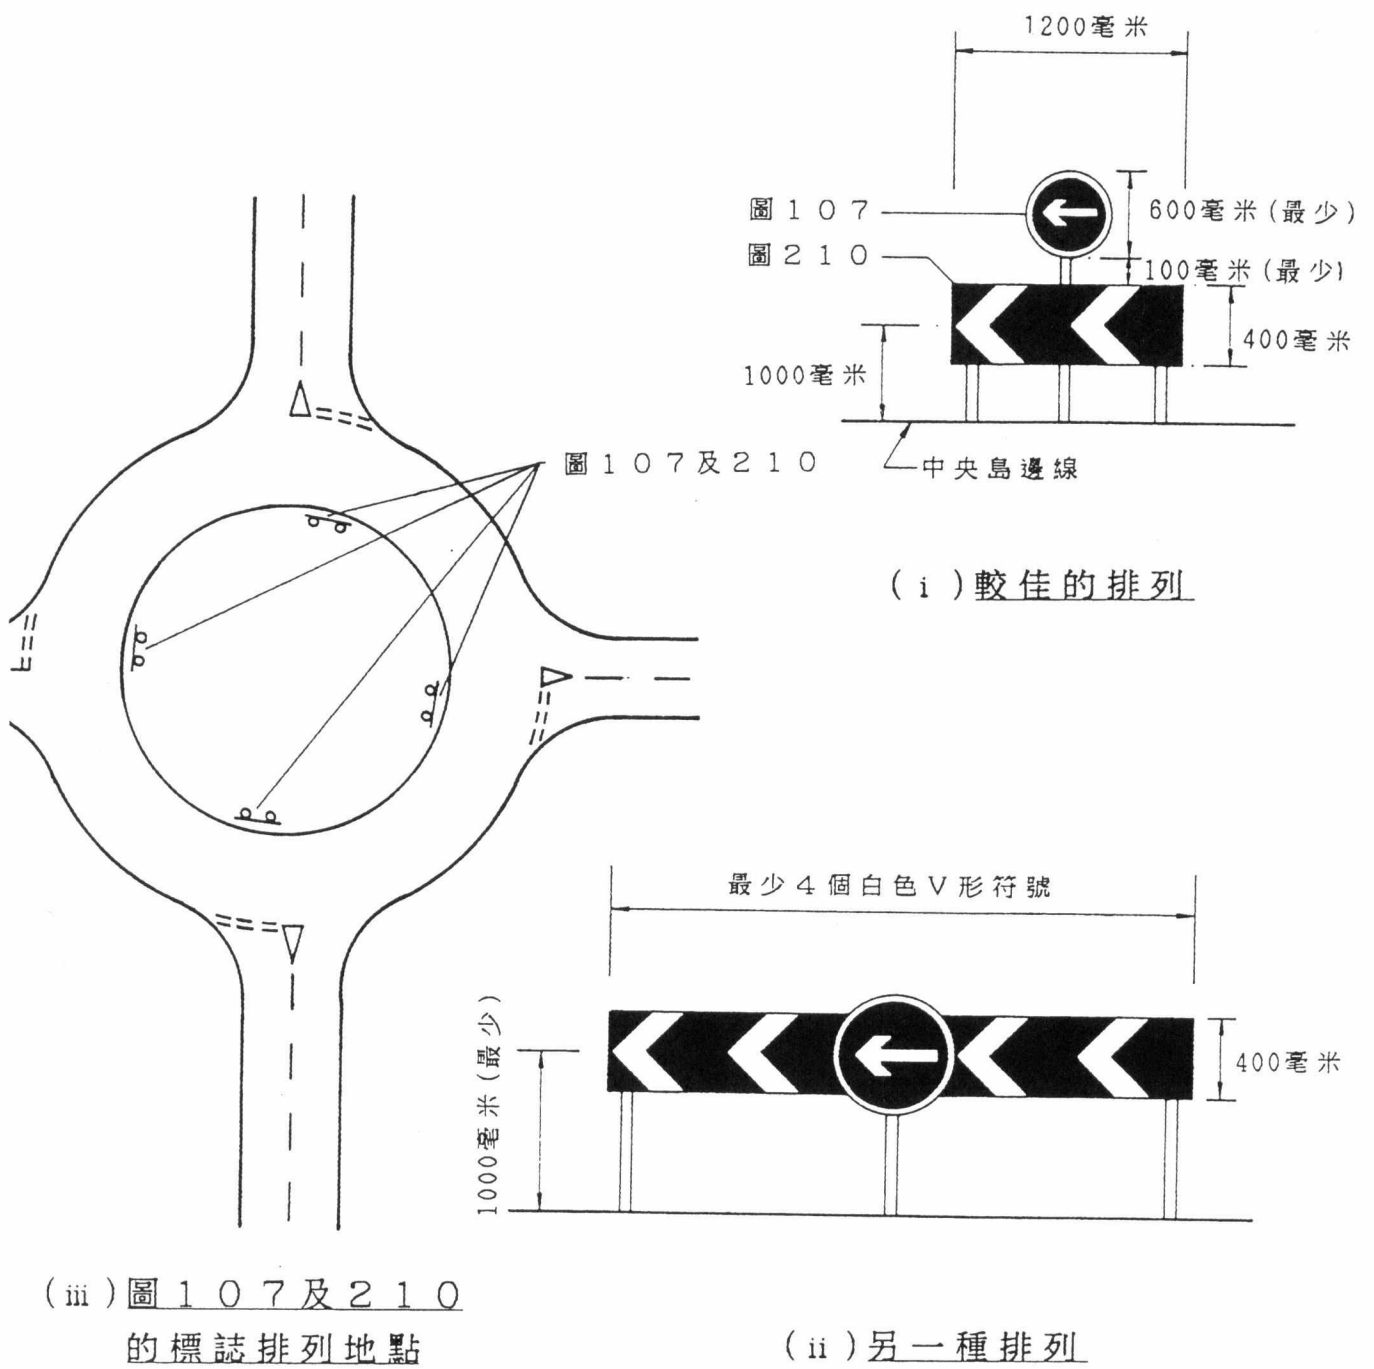 1200毫米
圖107
600毫米(最少)
圖210
100毫米(最少)
400毫米
1000毫米
中央島邊線
圖107及210
(i)較佳的排列
最少4個白色V形符號
1000毫米(最少)
400毫米
(iii)圖107及210
的標誌排列地點
(ii)另一種排列